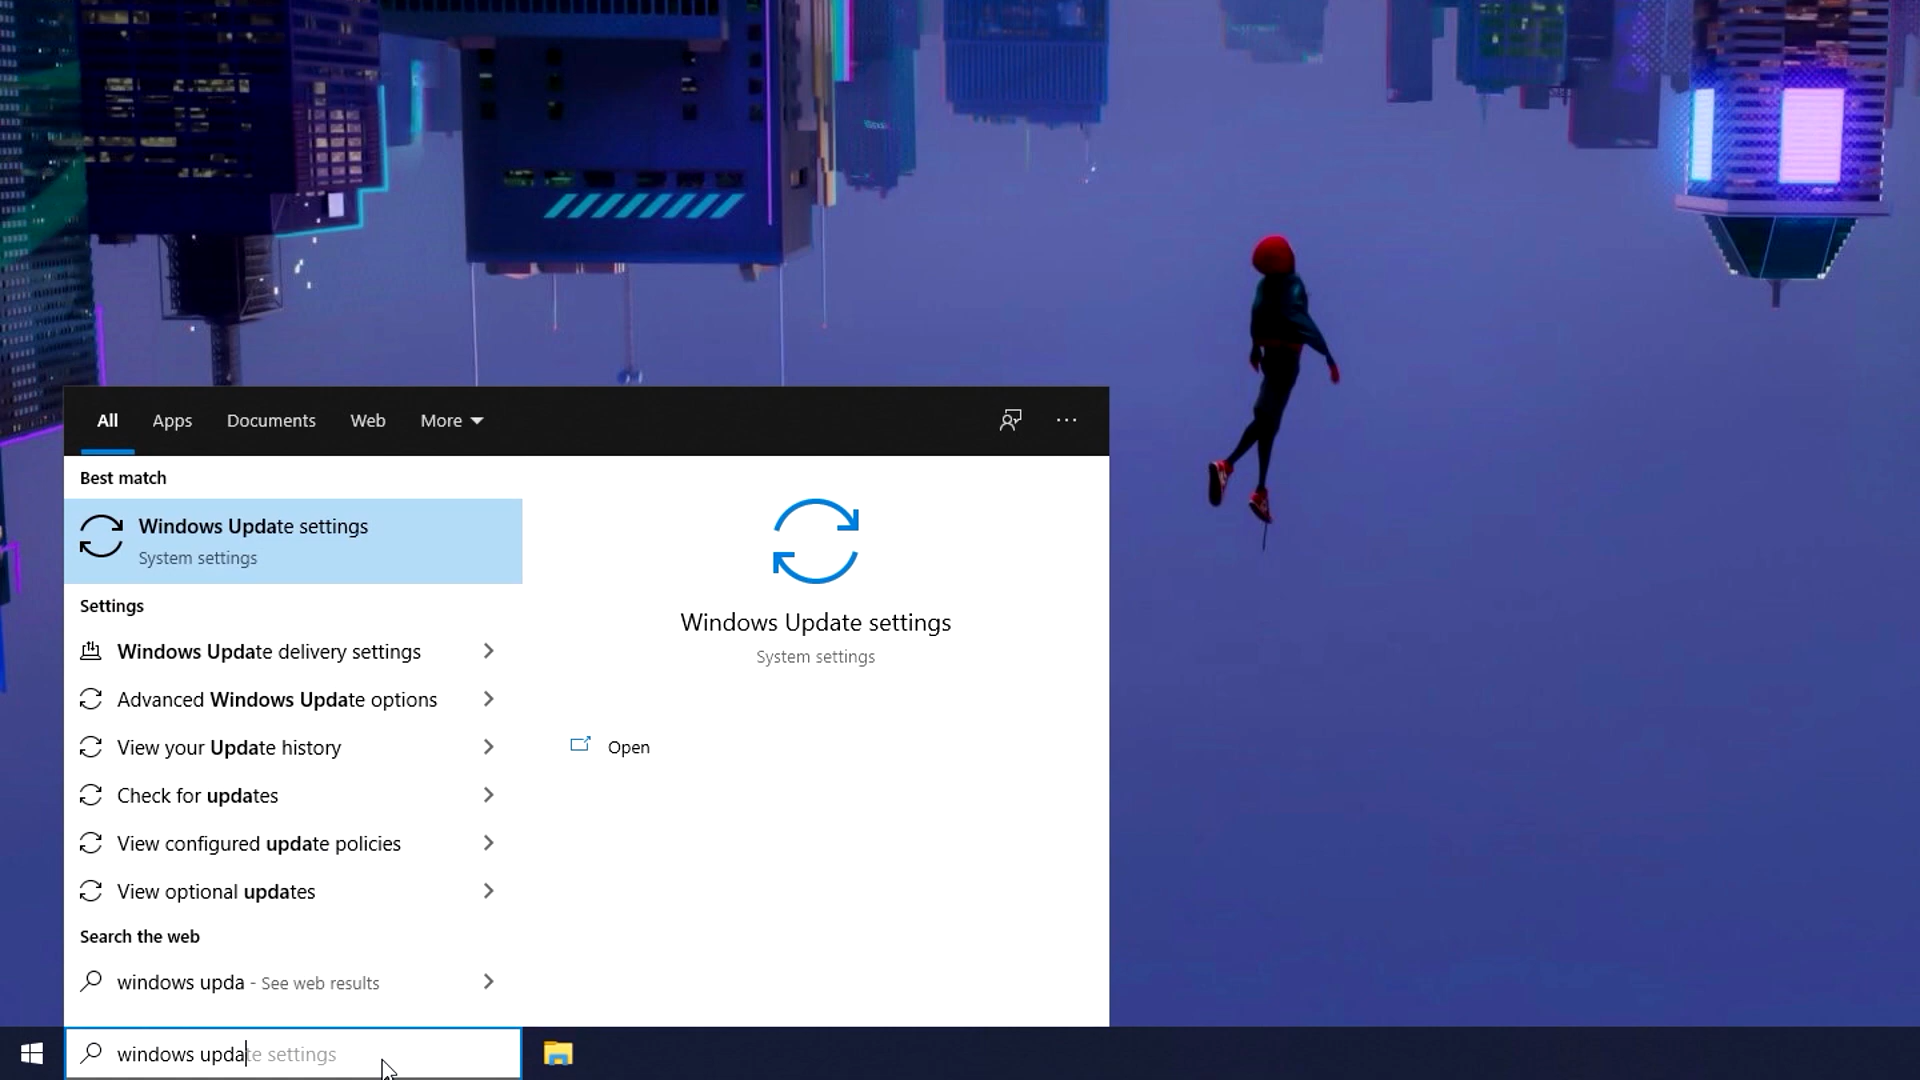 All Apps Documents Web More
Best match
Windows Update settings
System settings
Settings
Windows Update delivery settings
Advanced Windows Update options
View your Update history
Check for updates
View configured update policies
View optional updates
Search the web
windows upda - See web results
Windows Update settings
System settings
Open
windows update settings